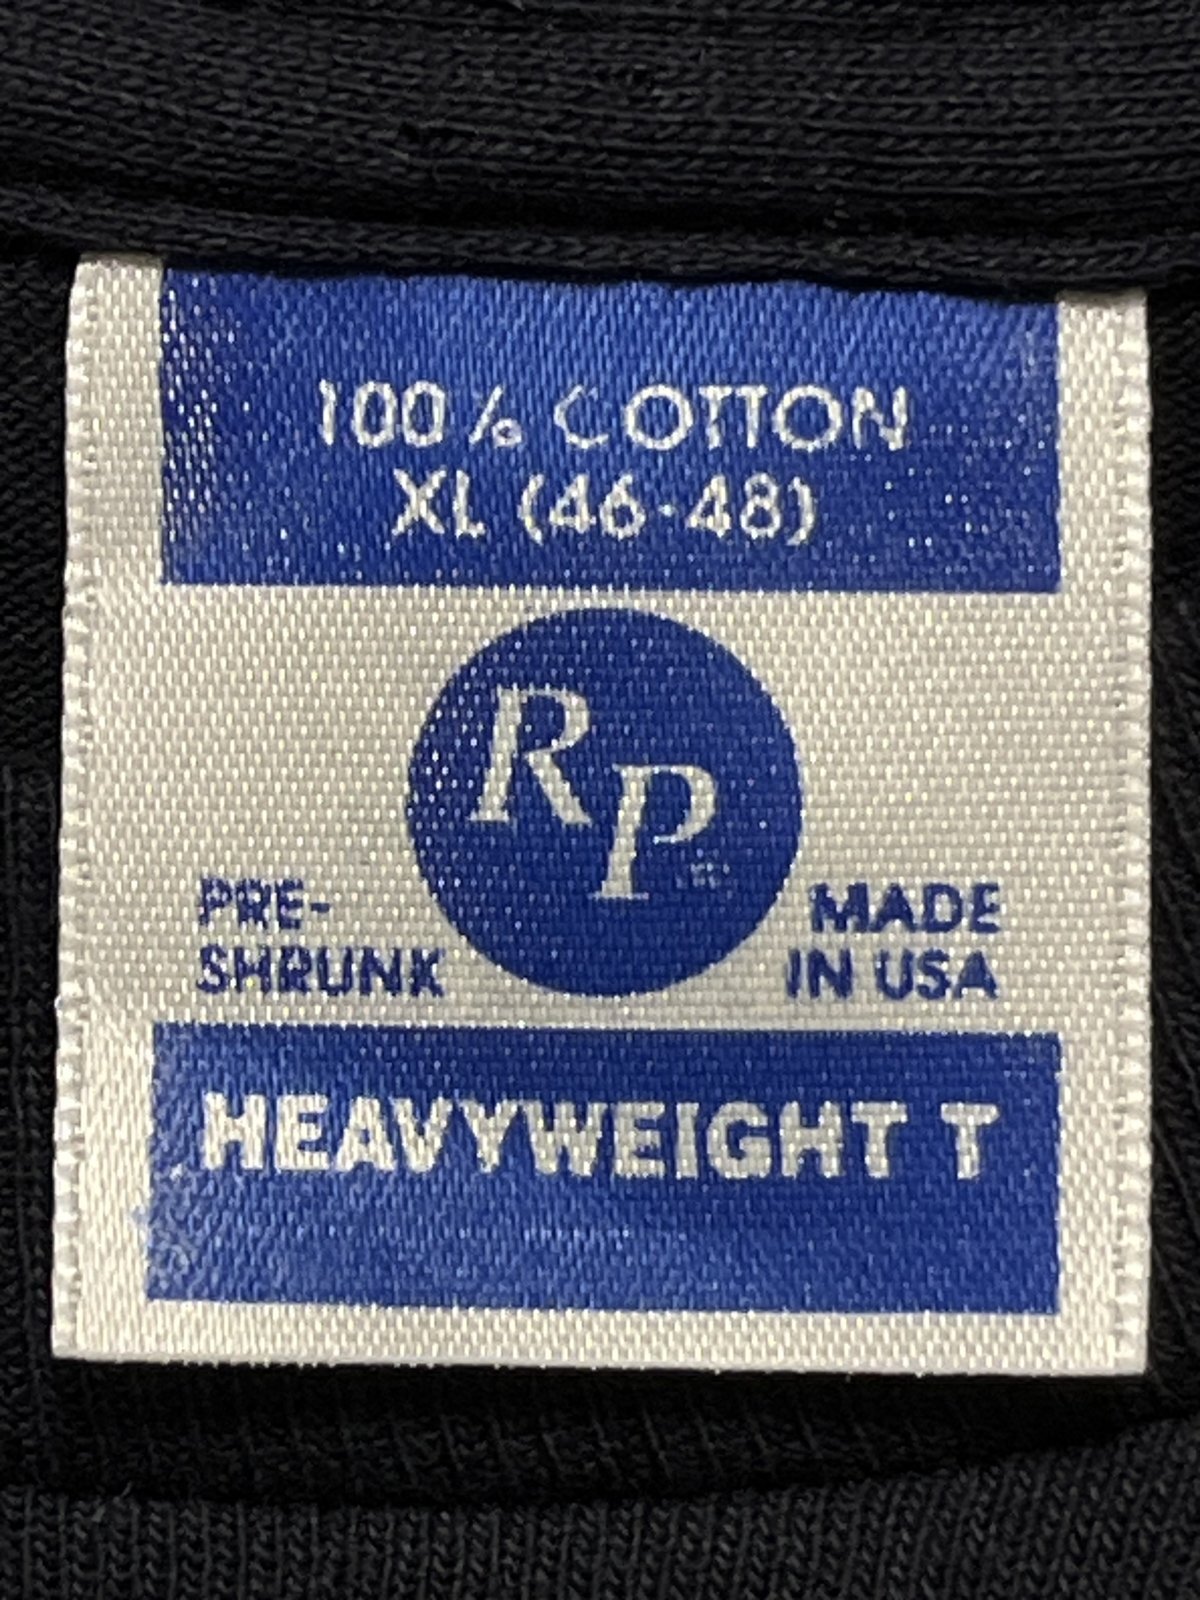 100% COTTON
XL (46-48)
RP
PRE-
SHRUNK
MADE
IN USA
HEAVYWEIGHT T